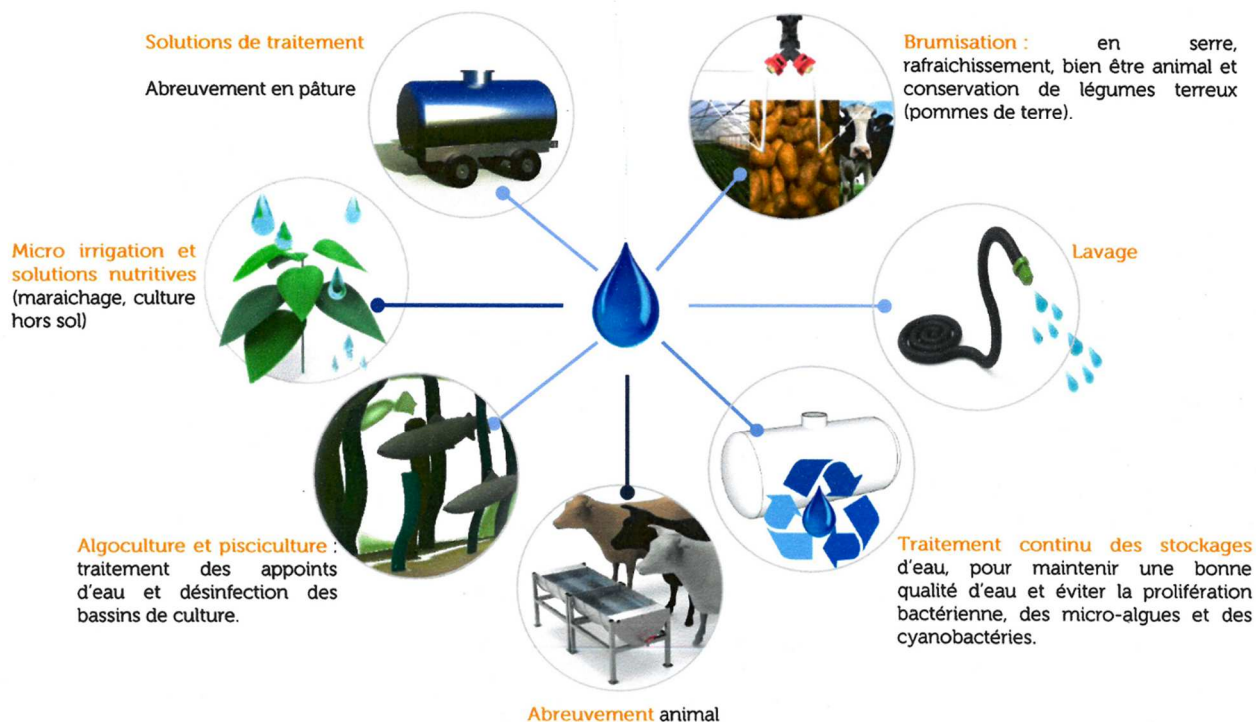 Solutions de traitement
Abreuvement en pâture
Brumisation : en serre,
rafraichissement, bien être animal et
conservation de légumes terreux
(pommes de terre).
Micro irrigation et
solutions nutritives
(maraichage, culture
hors sol)
Lavage
Algoculture et pisciculture :
traitement des appoints
d'eau et désinfection des
bassins de culture.
Traitement continu des stockages
d'eau, pour maintenir une bonne
qualité d'eau et éviter la prolifération
bactérienne, des micro-algues et des
cyanobactéries.
Abreuvement animal